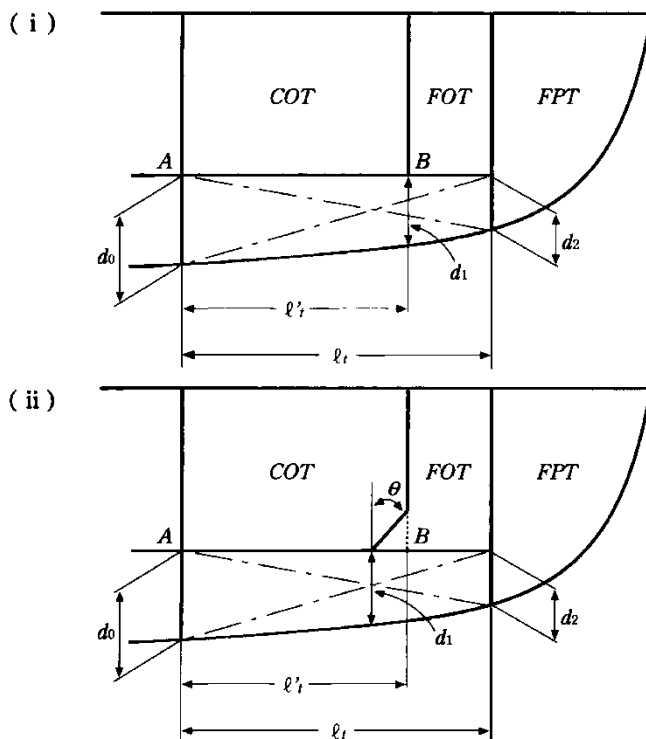 (i)
COT FOT FPT
A B
d₀ d₁ d₂
ℓ'ₜ
ℓₜ
(ii)
COT θ FOT FPT
A B
d₀ d₁ d₂
ℓ'ₜ
ℓₜ